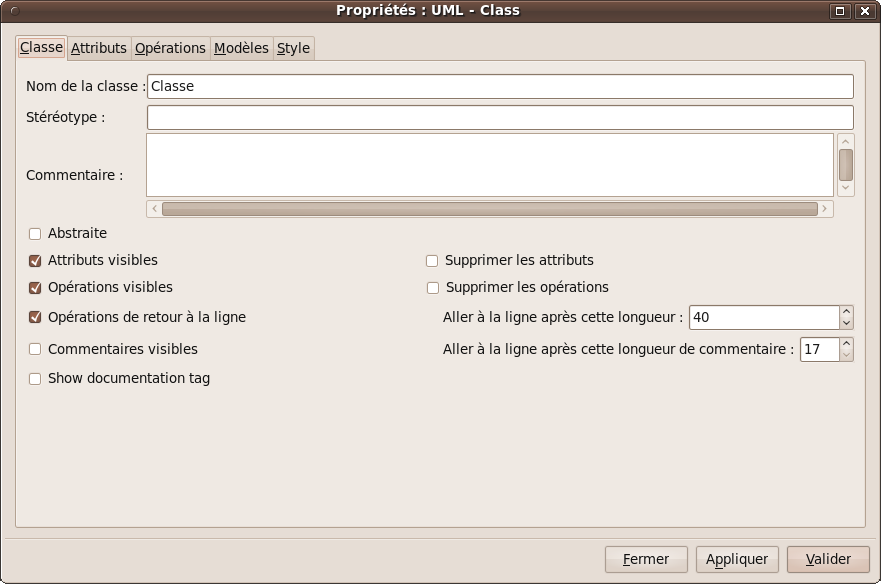 Propriétés : UML - Class
Classe Attributs Opérations Modèles Style
Nom de la classe : Classe
Stéréotype :
Commentaire :
Abstraite
Attributs visibles Supprimer les attributs
Opérations visibles Supprimer les opérations
Opérations de retour à la ligne Aller à la ligne après cette longueur : 40
Commentaires visibles Aller à la ligne après cette longueur de commentaire : 17
Show documentation tag
Fermer Appliquer Valider